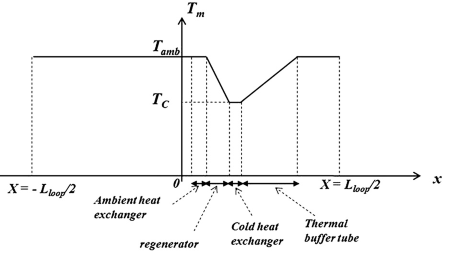 T_m
T_amb
T_C
X = - L_loop/2
0
X = L_loop/2
x
Ambient heat
exchanger
regenerator
Cold heat
exchanger
Thermal
buffer tube